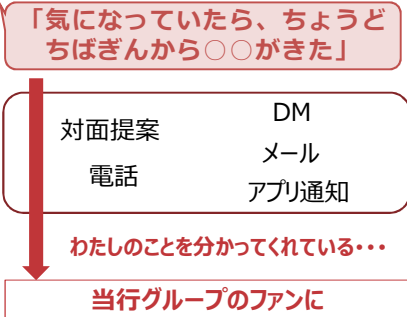 「気になっていたら、ちょうど
ちばぎんから○○がきた」
対面提案
電話
DM
メール
アプリ通知
わたしのことを分かってくれている・・・
当行グループのファンに